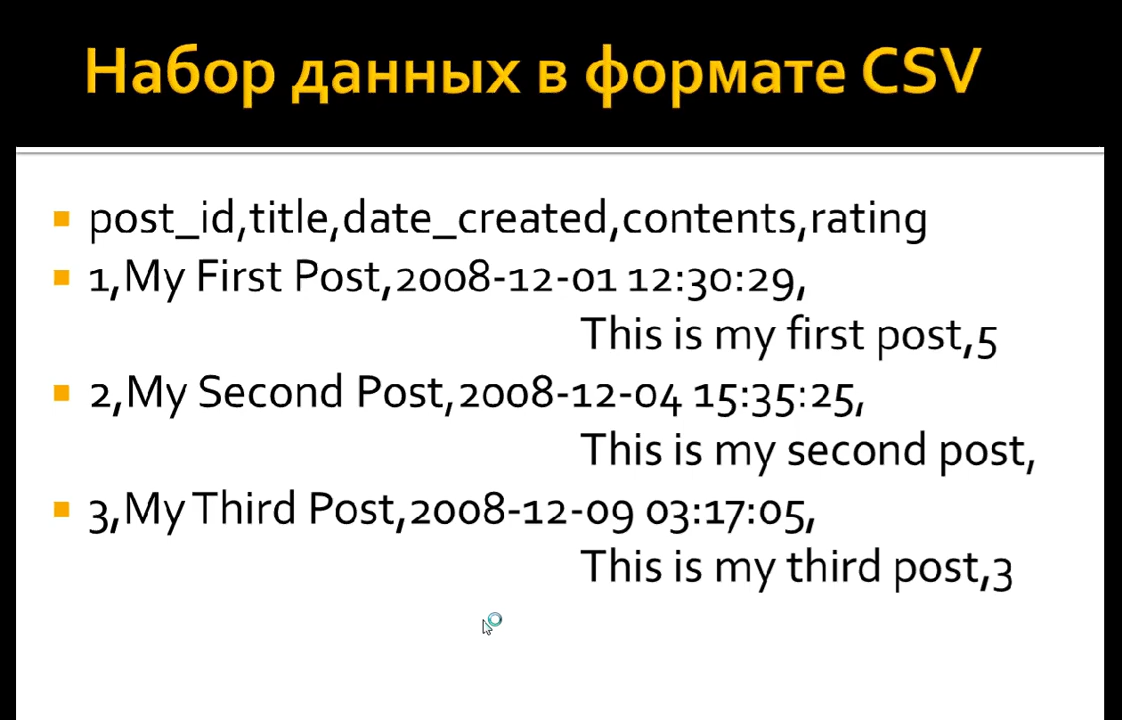 Набор данных в формате CSV
post_id,title,date_created,contents,rating
1,My First Post,2008-12-01 12:30:29,
This is my first post,5
2,My Second Post,2008-12-04 15:35:25,
This is my second post,
3,My Third Post,2008-12-09 03:17:05,
This is my third post,3